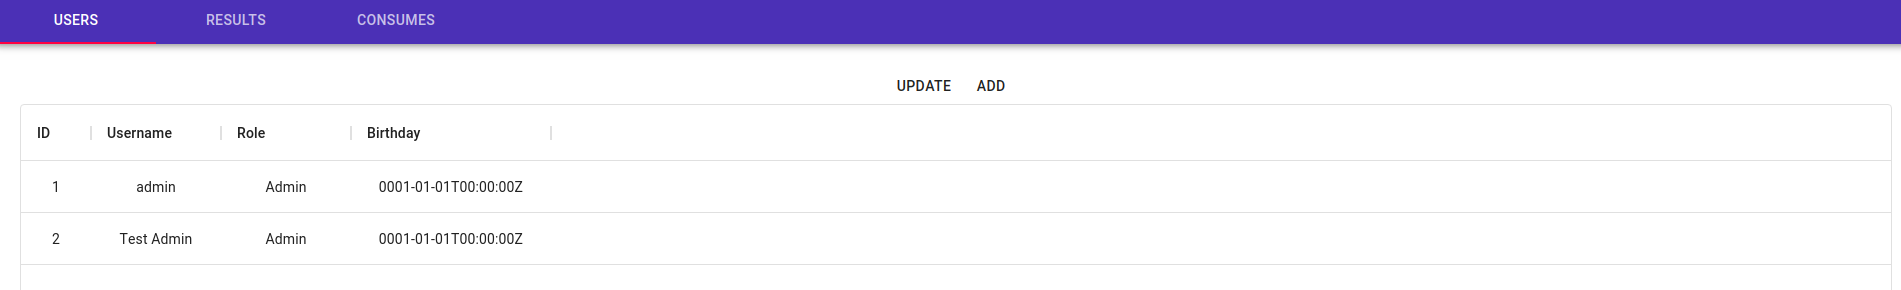 USERS RESULTS CONSUMES
UPDATE ADD
ID Username Role Birthday
1 admin Admin 0001-01-01T00:00:00Z
2 Test Admin Admin 0001-01-01T00:00:00Z